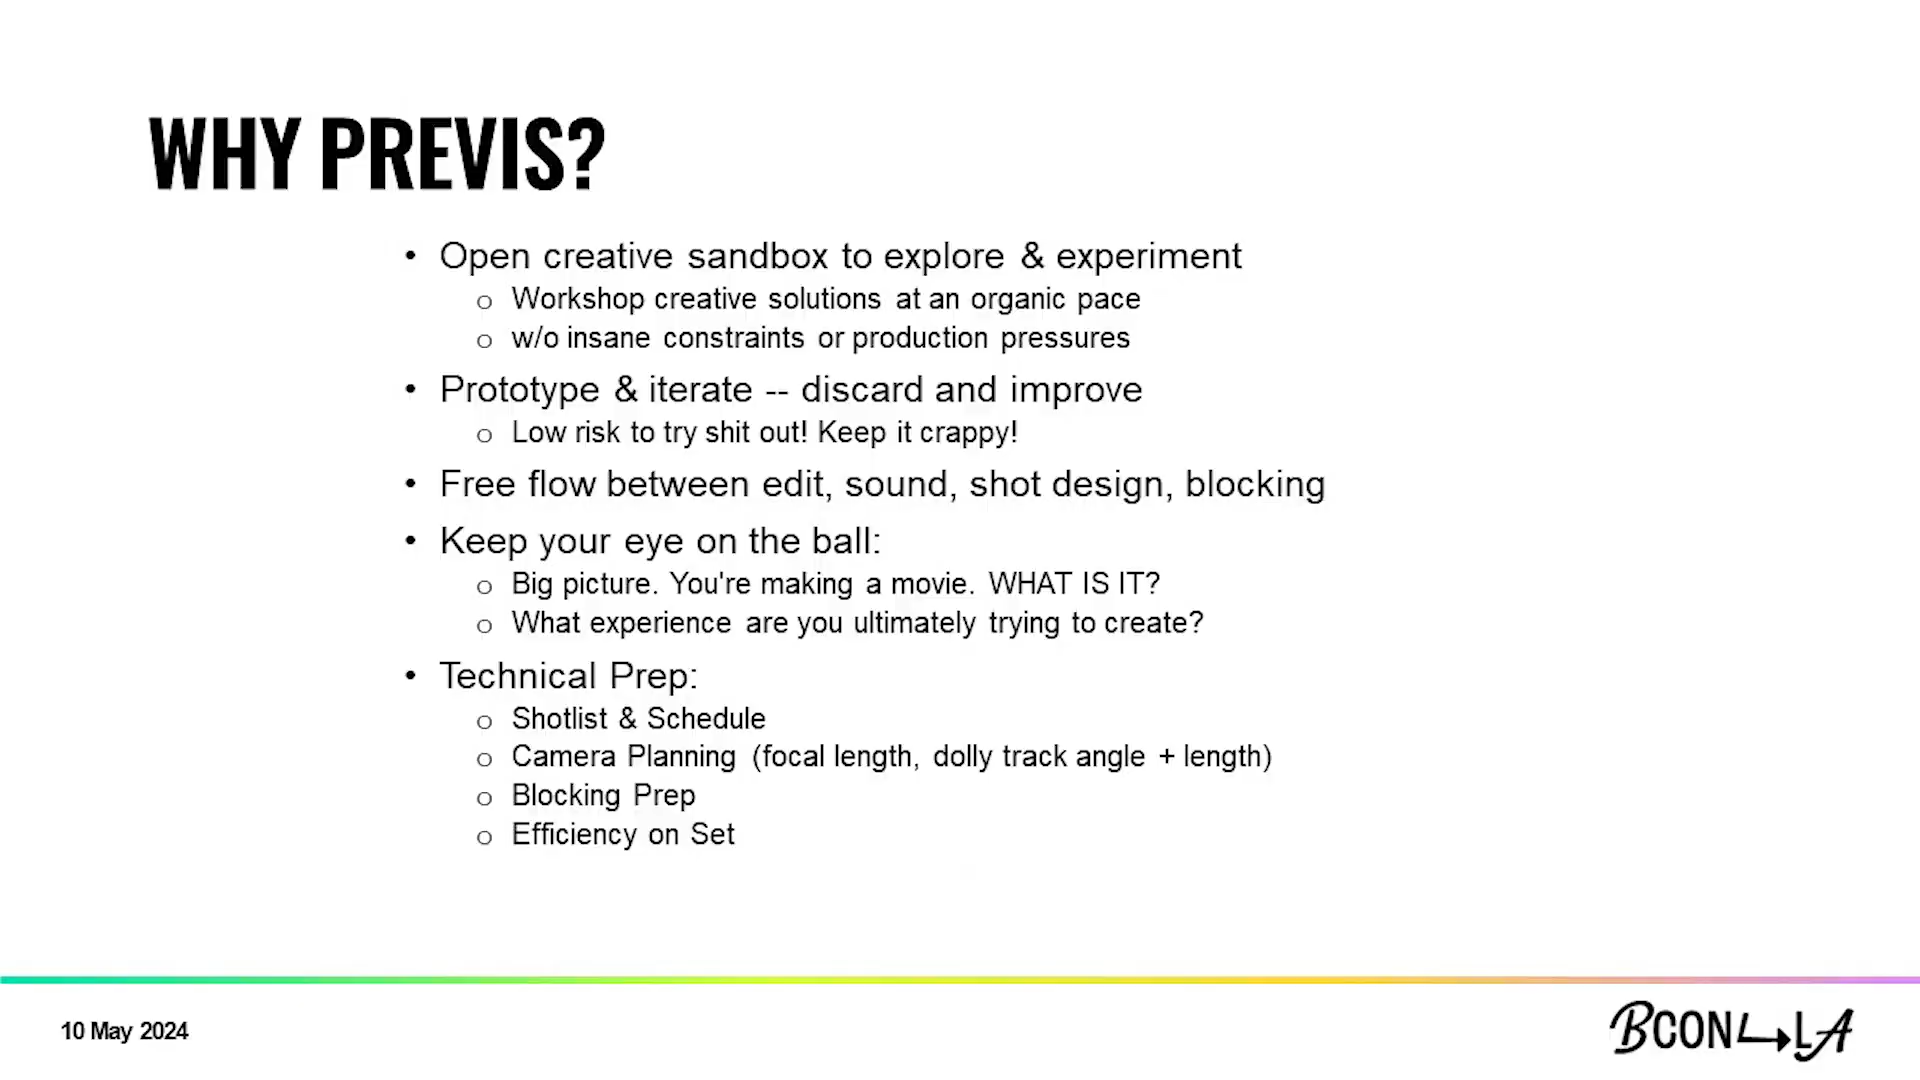 WHY PREVIS?
• Open creative sandbox to explore & experiment
o Workshop creative solutions at an organic pace
o w/o insane constraints or production pressures
• Prototype & iterate -- discard and improve
o Low risk to try shit out! Keep it crappy!
• Free flow between edit, sound, shot design, blocking
• Keep your eye on the ball:
o Big picture. You're making a movie. WHAT IS IT?
o What experience are you ultimately trying to create?
• Technical Prep:
o Shotlist & Schedule
o Camera Planning (focal length, dolly track angle + length)
o Blocking Prep
o Efficiency on Set
10 May 2024
BCON LA